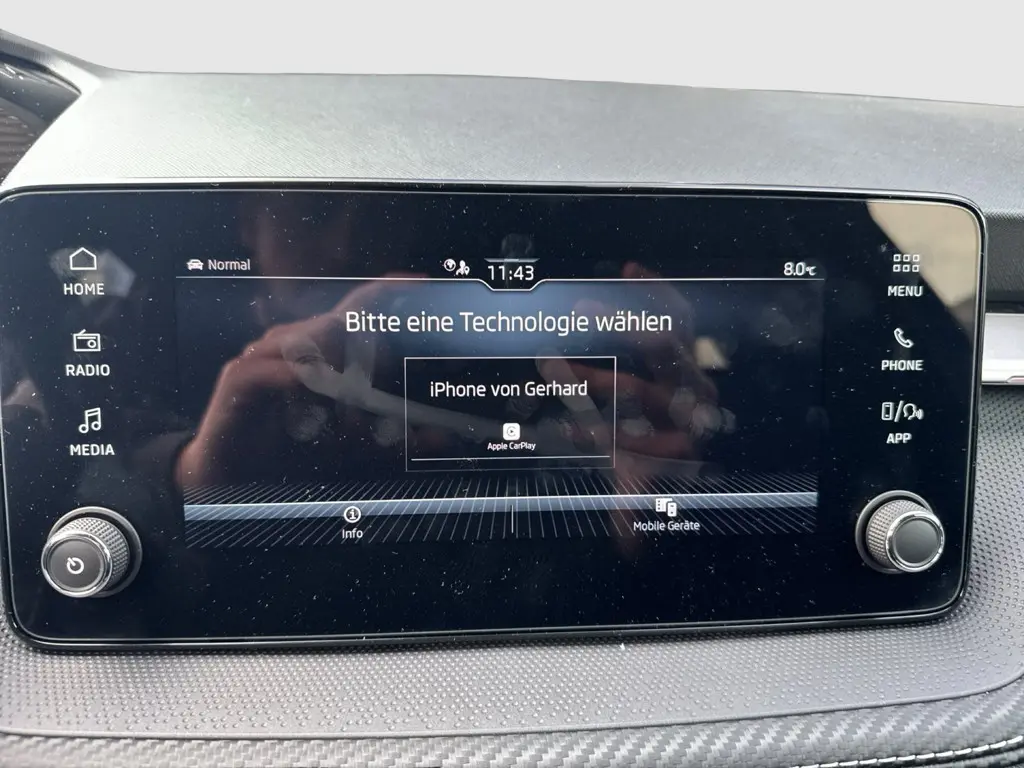 Normal
11:43
8.0°C
HOME
RADIO
MEDIA
Bitte eine Technologie wählen
iPhone von Gerhard
Apple CarPlay
Info
Mobile Geräte
MENU
PHONE
APP